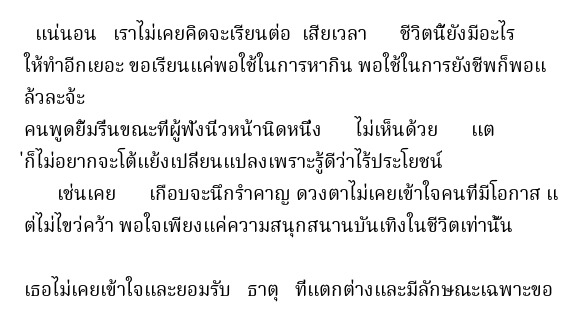 แน่นอน เราไม่เคยคิดจะเรียนต่อ เสียเวลา ชีวิตนี้ยังมีอะไร
ให้ทำอีกเยอะ ขอเรียนแค่พอใช้ในการหากิน พอใช้ในการยังชีพก็พอแ
ล้วละจ้ะ
คนพูดยิ้มรื่นขณะที่ผู้ฟังนิ่วหน้านิดหนึ่ง ไม่เห็นด้วย แต
่ก็ไม่อยากจะโต้แย้งเปลี่ยนแปลงเพราะรู้ดีว่าไร้ประโยชน์
เช่นเคย เกือบจะนึกรำคาญ ดวงตาไม่เคยเข้าใจคนที่มีโอกาส แ
ต่ไม่ไขว่คว้า พอใจเพียงแค่ความสนุกสนานบันเทิงในชีวิตเท่านั้น
เธอไม่เคยเข้าใจและยอมรับ ธาตุ ที่แตกต่างและมีลักษณะเฉพาะขอ